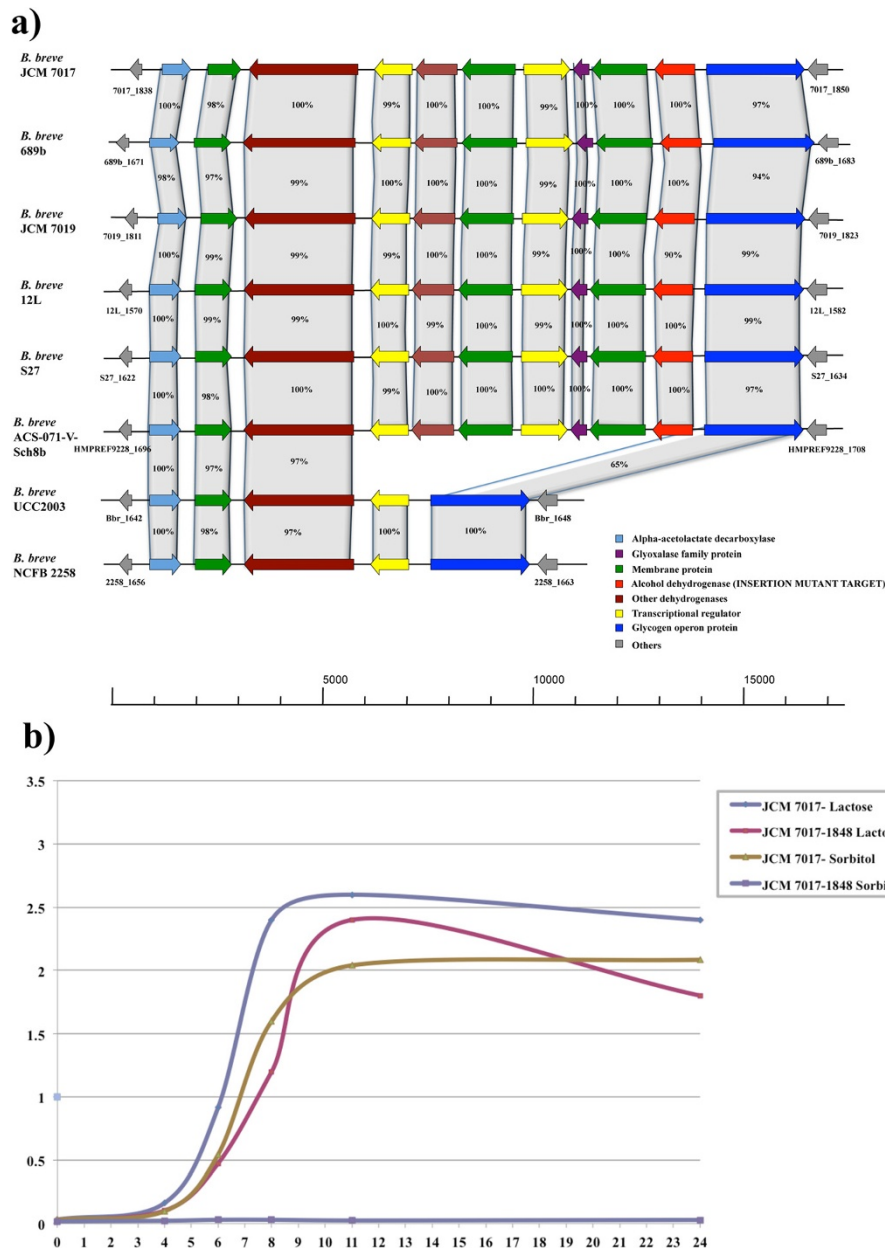 a)
B. breve
JCM 7017
7017_1838
100%
98%
100%
99%
100%
100%
99%
100%
100%
100%
97%
7017_1850
B. breve
689b
689b_1671
98%
97%
99%
100%
100%
100%
99%
100%
100%
100%
94%
689b_1683
B. breve
JCM 7019
7019_1811
100%
99%
99%
99%
100%
100%
99%
100%
100%
90%
99%
7019_1823
B. breve
12L
12L_1570
100%
99%
99%
100%
99%
100%
99%
100%
100%
100%
99%
12L_1582
B. breve
S27
S27_1622
100%
98%
100%
99%
100%
100%
100%
100%
100%
100%
97%
S27_1634
B. breve
ACS-071-V-
Sch8b
HMPREF9228_1696
100%
97%
97%
65%
HMPREF9228_1708
B. breve
UCC2003
Bbr_1642
100%
98%
97%
100%
100%
Bbr_1648
B. breve
NCFB 2258
2258_1656
2258_1663
Alpha-acetolactate decarboxylase
Glyoxalase family protein
Membrane protein
Alcohol dehydrogenase (INSERTION MUTANT TARGET)
Other dehydrogenases
Transcriptional regulator
Glycogen operon protein
Others
5000 10000 15000
b)
3.5
3
2.5
2
1.5
1
0.5
0
0 1 2 3 4 5 6 7 8 9 10 11 12 13 14 15 16 17 18 19 20 21 22 23 24
JCM 7017- Lactose
JCM 7017-1848 Lacto
JCM 7017- Sorbitol
JCM 7017-1848 Sorbi